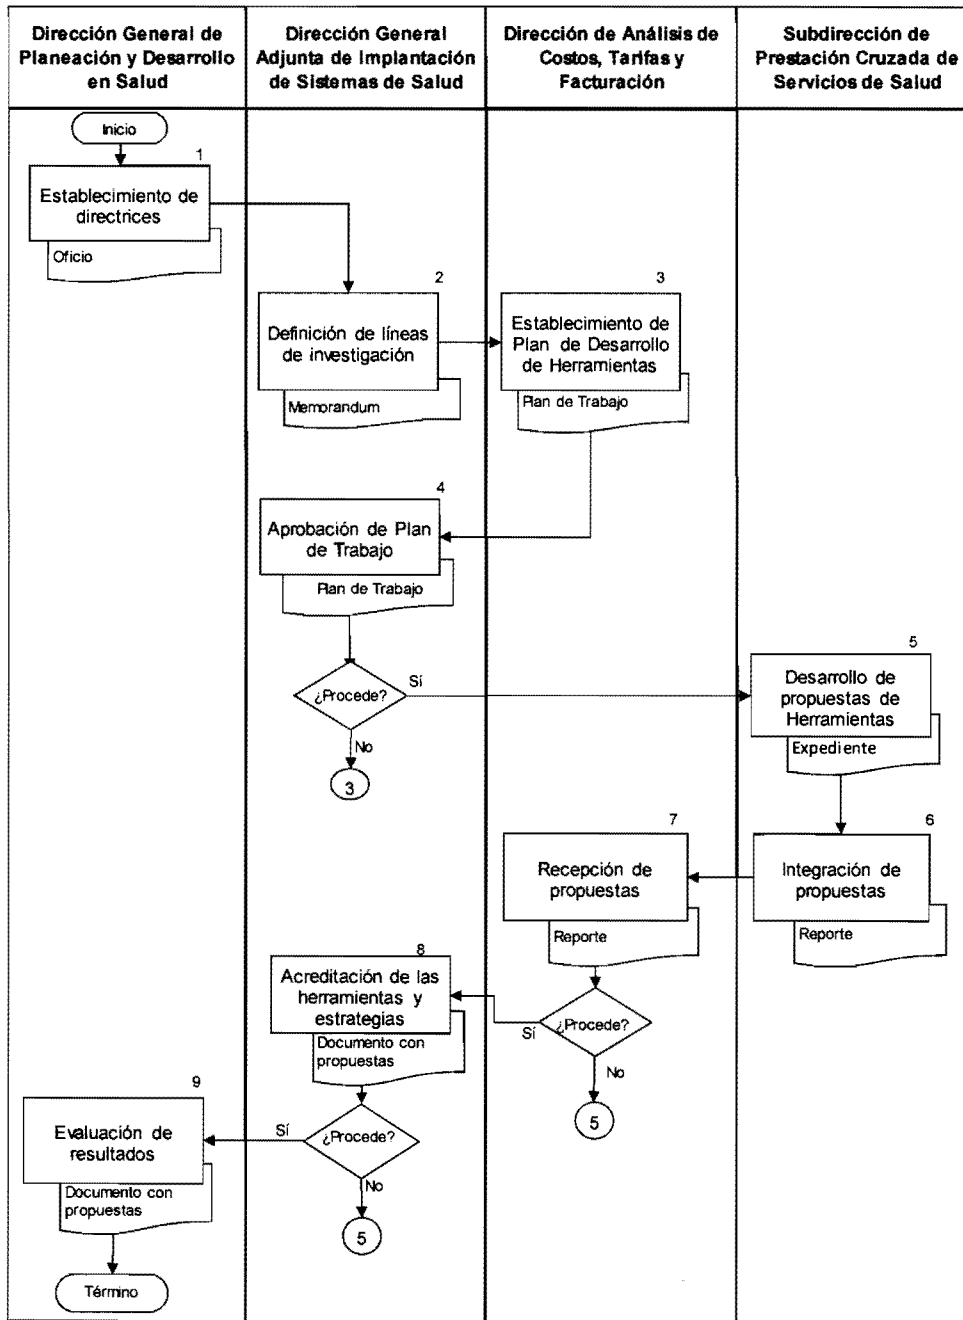 Dirección General de
Planeación y Desarrollo
en Salud
Dirección General
Adjunta de Implantación
de Sistemas de Salud
Dirección de Análisis de
Costos, Tarifas y
Facturación
Subdirección de
Prestación Cruzada de
Servicios de Salud
Inicio
1
Establecimiento de
directrices
Oficio
2
Definición de líneas
de investigación
Memorandum
3
Establecimiento de
Plan de Desarrollo
de Herramientas
Plan de Trabajo
4
Aprobación de Plan
de Trabajo
Plan de Trabajo
¿Procede?
Sí
No
3
5
Desarrollo de
propuestas de
Herramientas
Expediente
6
Integración de
propuestas
Reporte
7
Recepción de
propuestas
Reporte
¿Procede?
Sí
No
5
8
Acreditación de las
herramientas y
estrategias
Documento con
propuestas
¿Procede?
Sí
No
5
9
Evaluación de
resultados
Documento con
propuestas
Término